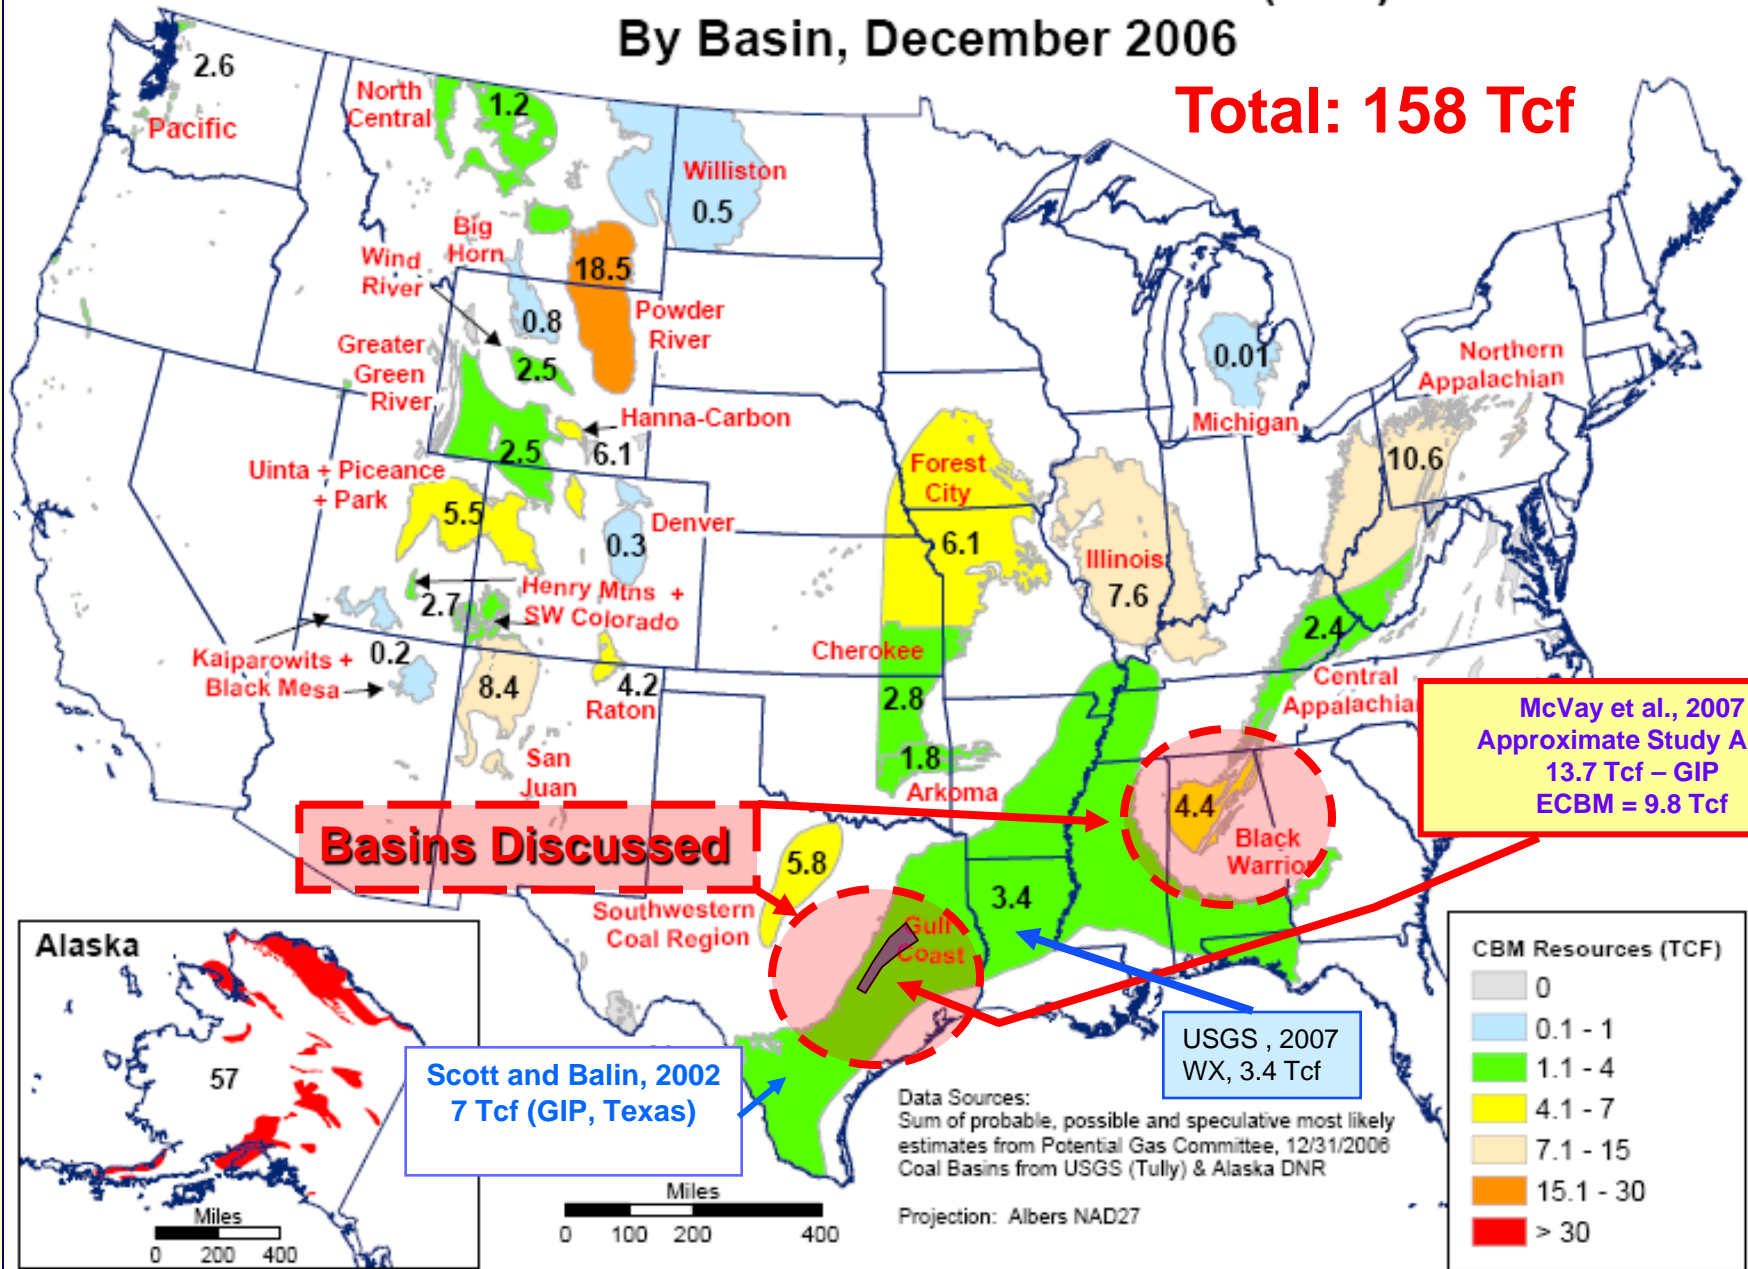 By Basin, December 2006
Total: 158 Tcf
2.6
Pacific
North
Central
1.2
Williston
0.5
Big
Horn
Wind
River
18.5
0.8
Powder
River
Greater
Green
River
2.5
Hanna-Carbon
2.5
6.1
Uinta + Piceance
+ Park
5.5
Denver
0.3
Henry Mtns +
SW Colorado
2.7
Kaiparowits +
Black Mesa
0.2
8.4
San
Juan
4.2
Raton
Forest
City
6.1
Cherokee
2.8
1.8
Arkoma
Illinois
7.6
0.01
Michigan
Northern
Appalachian
10.6
2.4
Central
Appalachia
McVay et al., 2007
Approximate Study A
13.7 Tcf – GIP
ECBM = 9.8 Tcf
4.4
Black
Warrior
Basins Discussed
5.8
Southwestern
Coal Region
Gulf
Coast
3.4
USGS , 2007
WX, 3.4 Tcf
Scott and Balin, 2002
7 Tcf (GIP, Texas)
Alaska
57
Miles
0 200 400
Miles
0 100 200 400
Data Sources:
Sum of probable, possible and speculative most likely
estimates from Potential Gas Committee, 12/31/2006
Coal Basins from USGS (Tully) & Alaska DNR
Projection: Albers NAD27
CBM Resources (TCF)
0
0.1 - 1
1.1 - 4
4.1 - 7
7.1 - 15
15.1 - 30
> 30